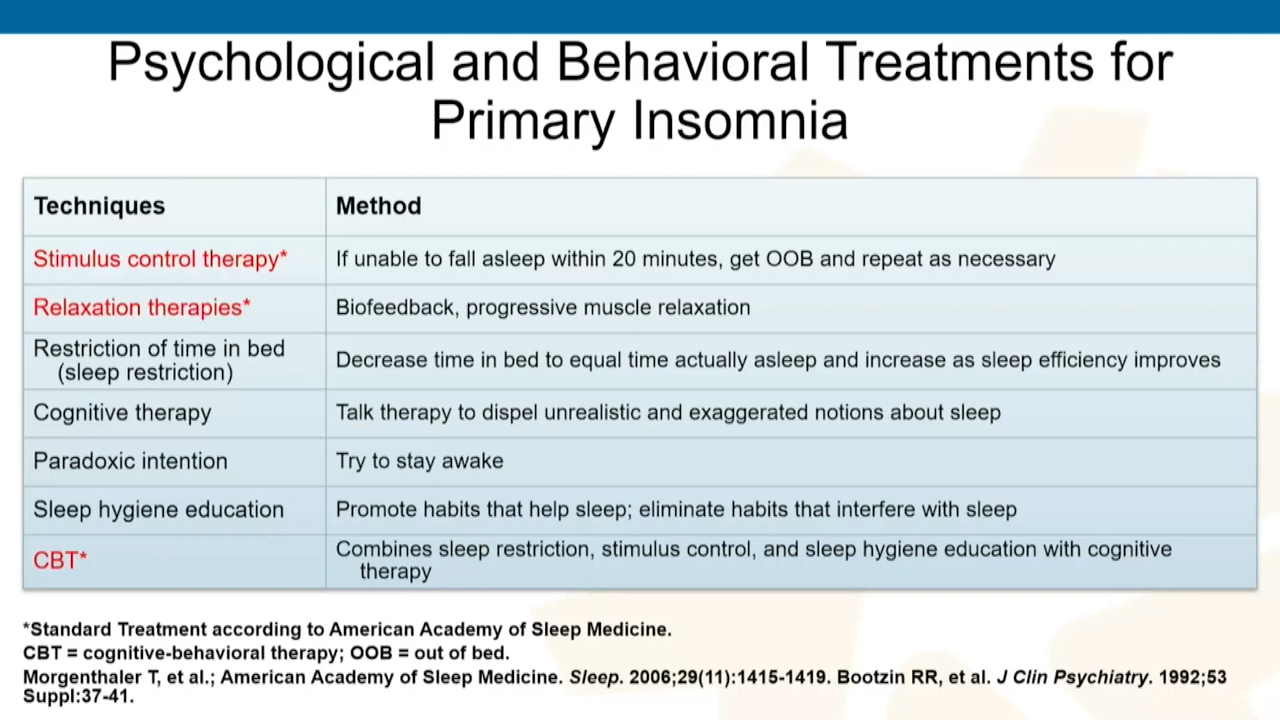 Psychological and Behavioral Treatments for
Primary Insomnia
Techniques Method
Stimulus control therapy* If unable to fall asleep within 20 minutes, get OOB and repeat as necessary
Relaxation therapies* Biofeedback, progressive muscle relaxation
Restriction of time in bed
(sleep restriction)
Decrease time in bed to equal time actually asleep and increase as sleep efficiency improves
Cognitive therapy Talk therapy to dispel unrealistic and exaggerated notions about sleep
Paradoxic intention Try to stay awake
Sleep hygiene education Promote habits that help sleep; eliminate habits that interfere with sleep
CBT* Combines sleep restriction, stimulus control, and sleep hygiene education with cognitive
therapy
*Standard Treatment according to American Academy of Sleep Medicine.
CBT = cognitive-behavioral therapy; OOB = out of bed.
Morgenthaler T, et al.; American Academy of Sleep Medicine. Sleep. 2006;29(11):1415-1419. Bootzin RR, et al. J Clin Psychiatry. 1992;53
Suppl:37-41.